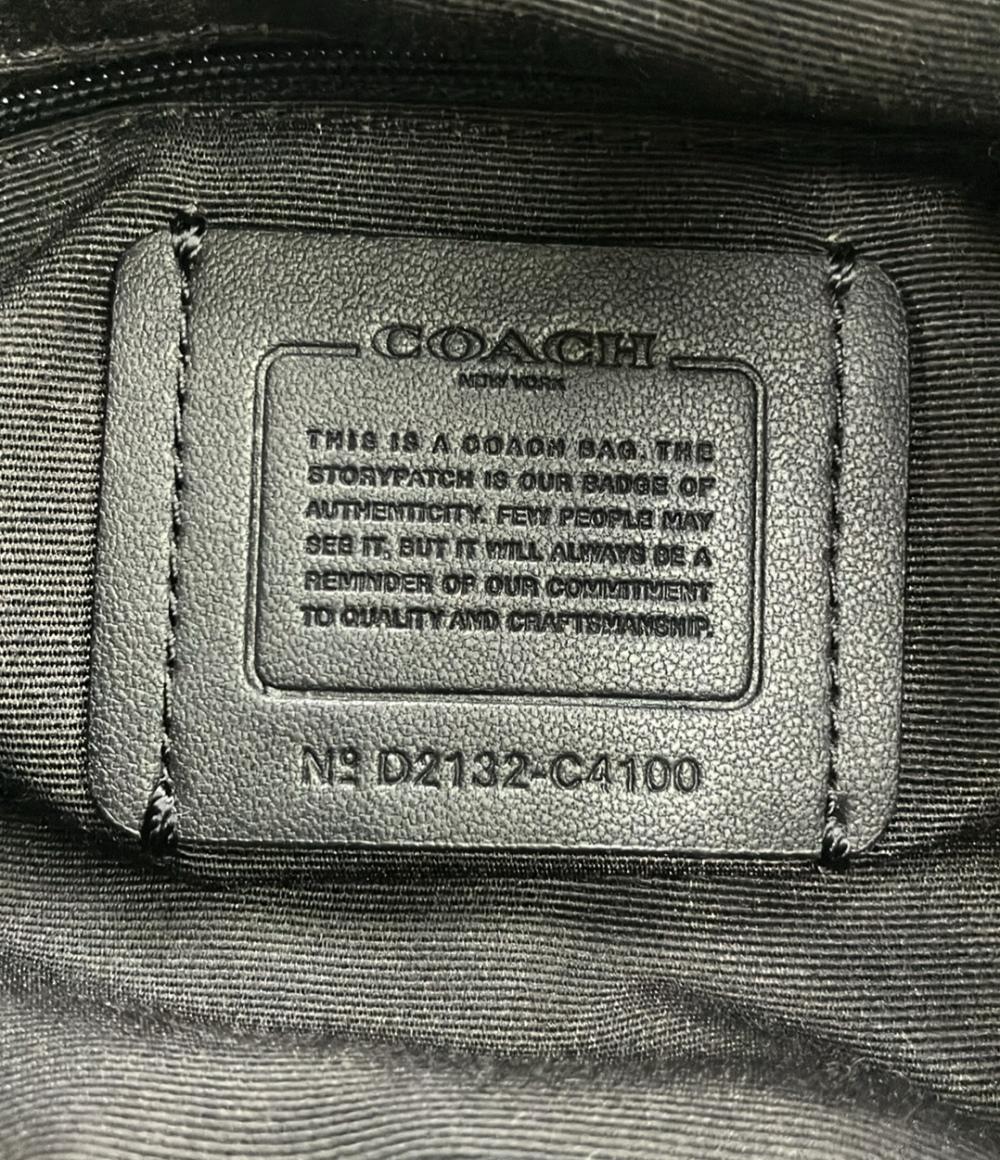 COACH
NEW YORK
THIS IS A COACH BAG. THE
STORYPATCH IS OUR BADGE OF
AUTHENTICITY. FEW PEOPLE MAY
SEE IT, BUT IT WILL ALWAYS BE A
REMINDER OF OUR COMMITMENT
TO QUALITY AND CRAFTSMANSHIP.
Nº D2132-C4100